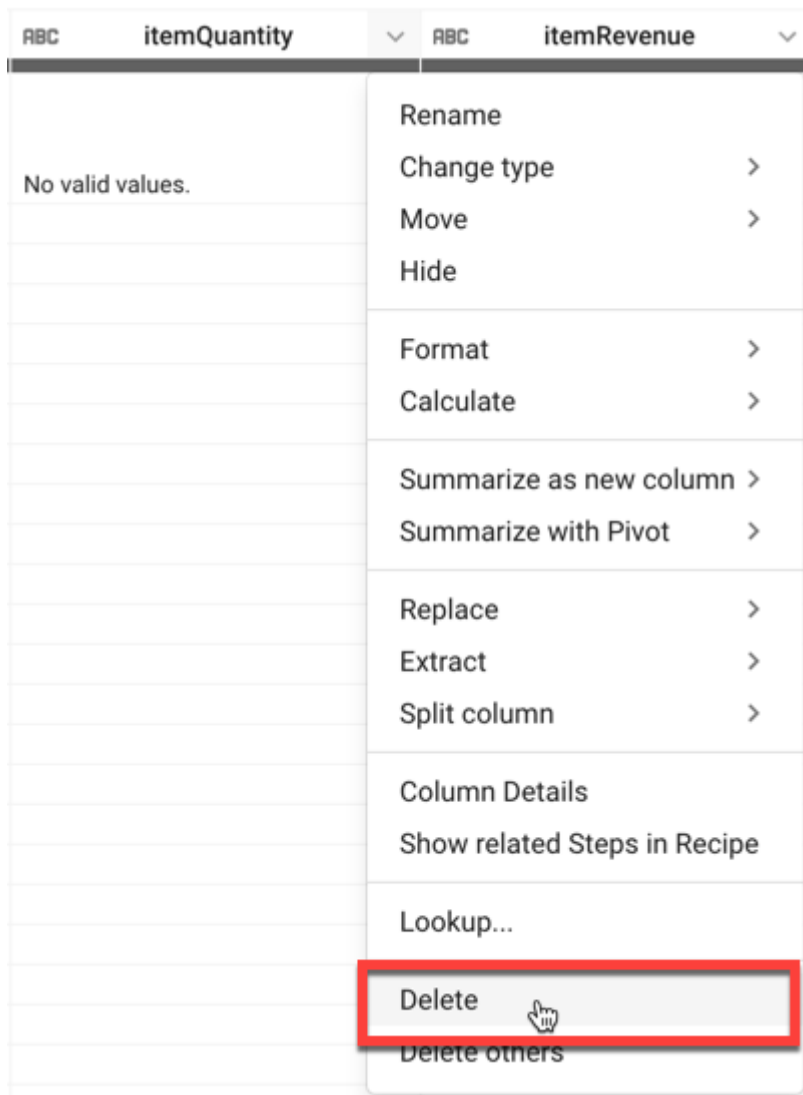 ABC itemQuantity ABC itemRevenue
No valid values.
Rename
Change type
Move
Hide
Format
Calculate
Summarize as new column
Summarize with Pivot
Replace
Extract
Split column
Column Details
Show related Steps in Recipe
Lookup...
Delete
Delete others